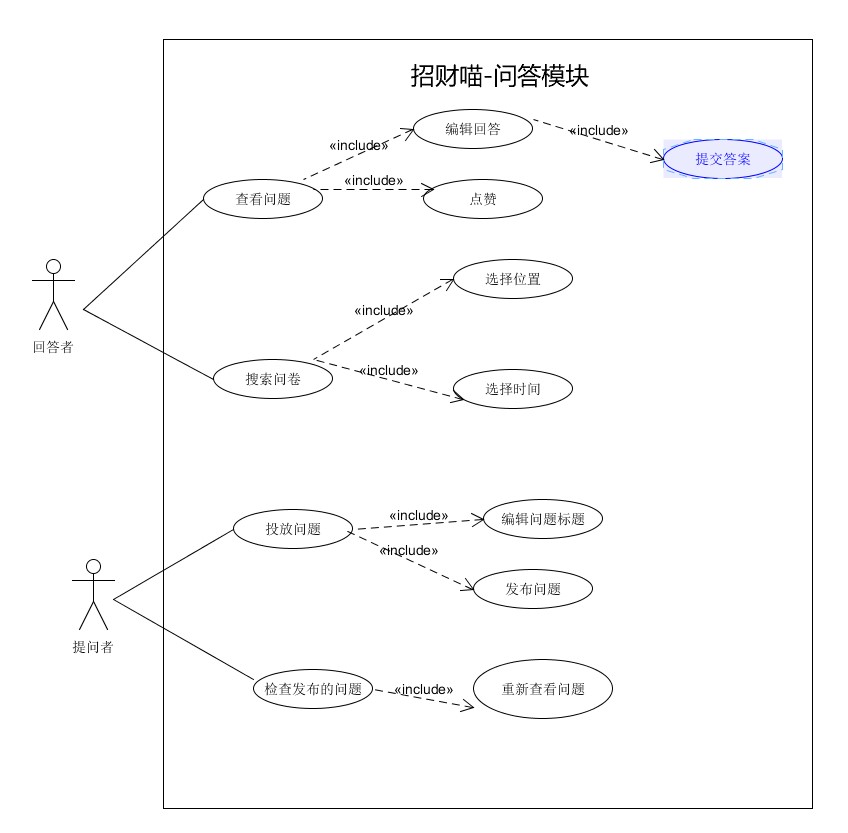 招财喵-问答模块
编辑回答
«include»
«include»
提交答案
«include»
查看问题
点赞
选择位置
«include»
回答者
«include»
搜索问卷
选择时间
«include»
编辑问题标题
投放问题
«include»
发布问题
提问者
检查发布的问题
«include»
重新查看问题